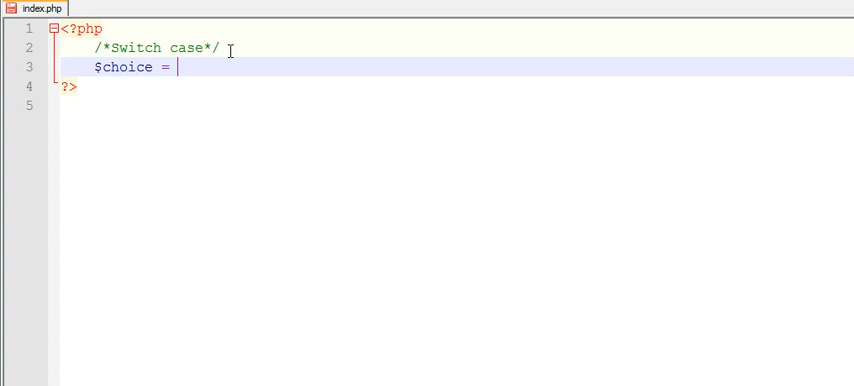 index.php
1 <?php
2 /*Switch case*/
3 $choice =
4 ?>
5